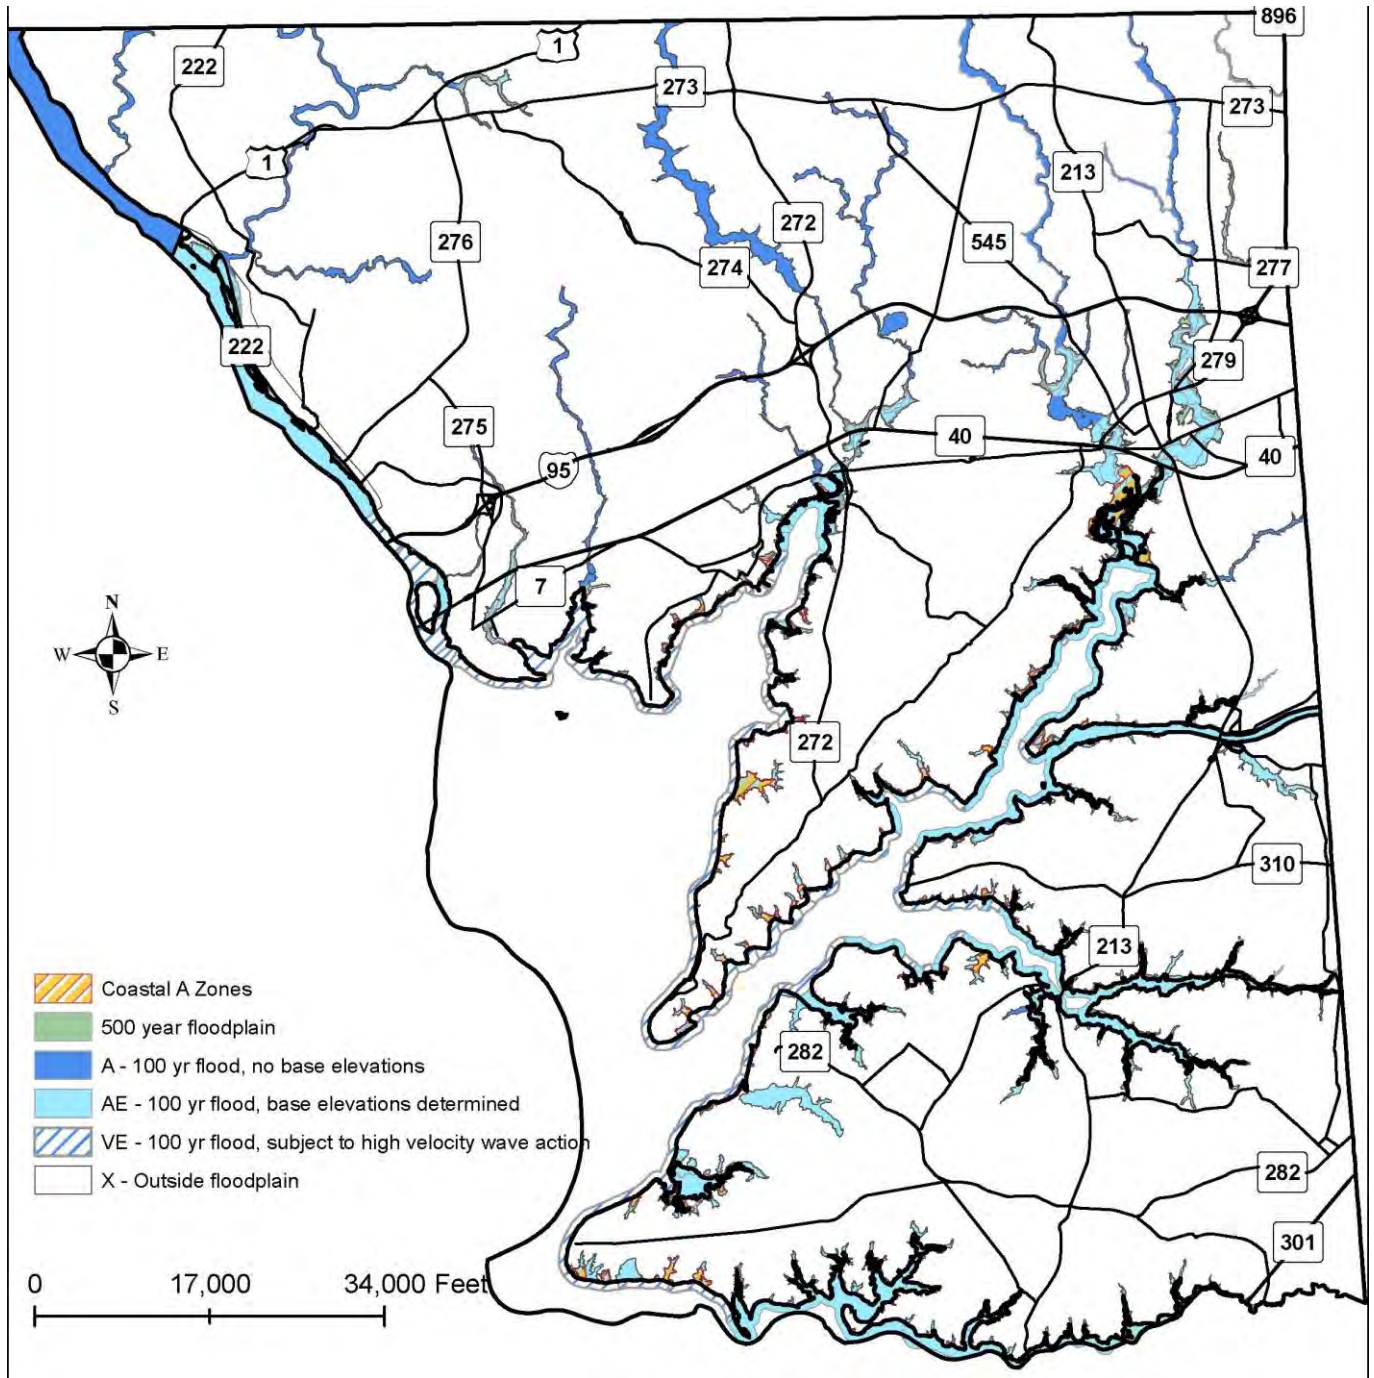 896
1
222
273
273
1
213
272
276
545
274
277
222
279
275
40
40
95
7
N
W E
S
272
310
213
Coastal A Zones
500 year floodplain
282
A - 100 yr flood, no base elevations
AE - 100 yr flood, base elevations determined
VE - 100 yr flood, subject to high velocity wave action
X - Outside floodplain
282
301
0 17,000 34,000 Feet